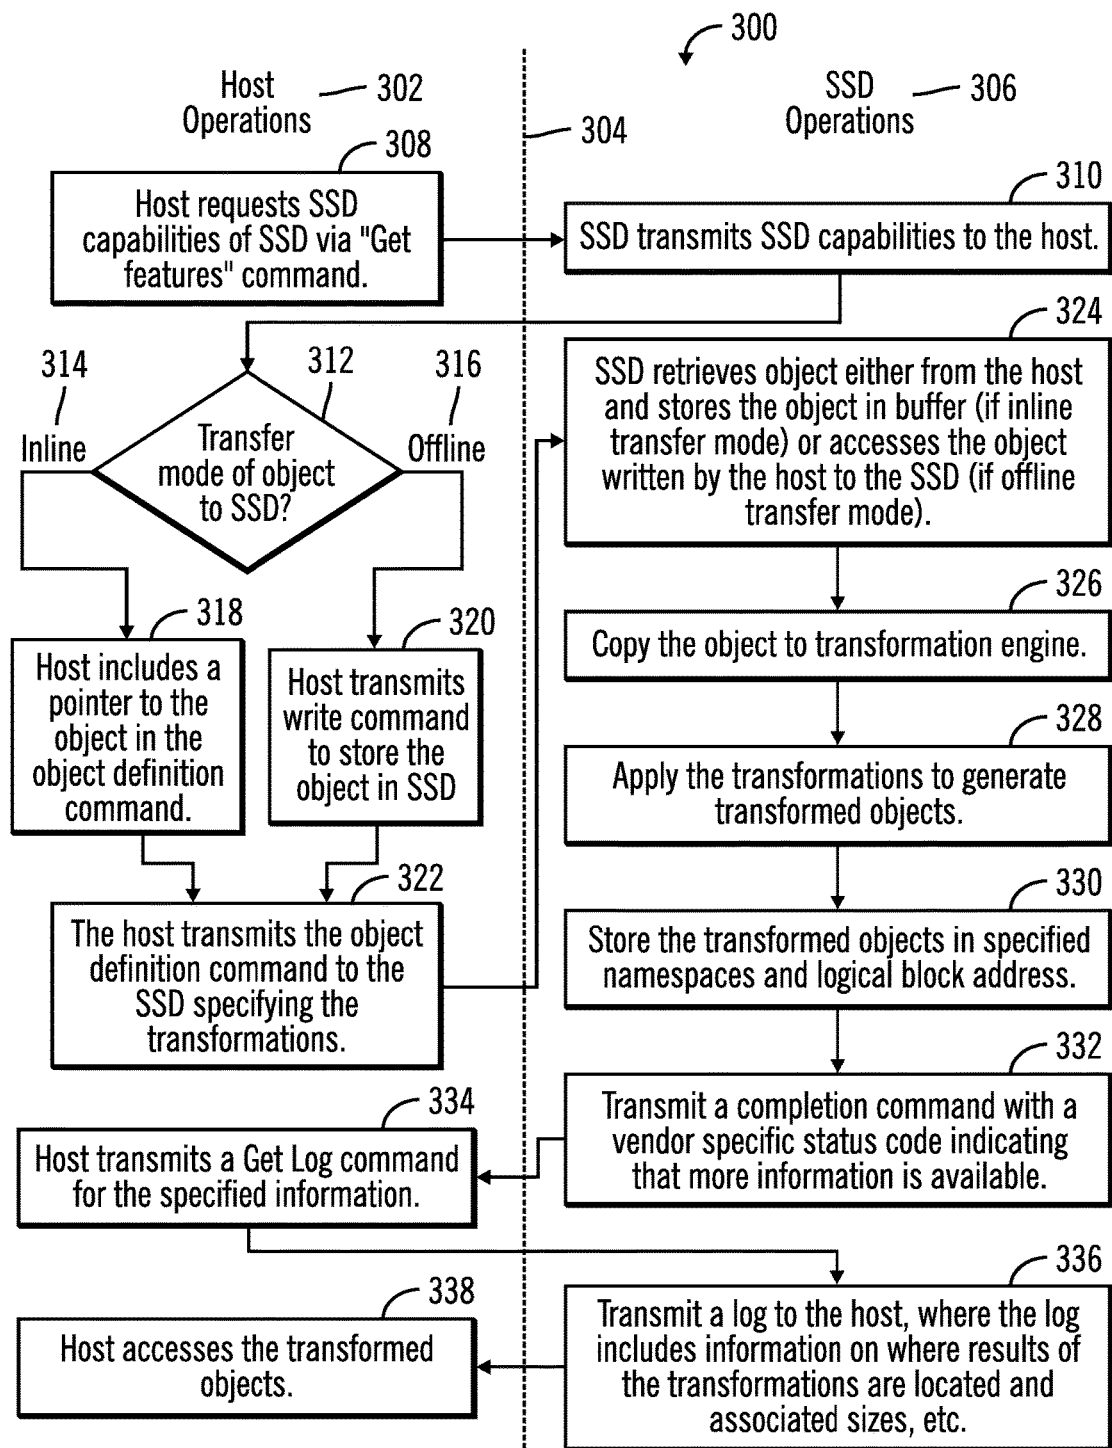 300
Host
Operations
302
304
SSD
Operations
306
308
Host requests SSD
capabilities of SSD via "Get
features" command.
310
SSD transmits SSD capabilities to the host.
314
Inline
312
Transfer
mode of object
to SSD?
316
Offline
324
SSD retrieves object either from the host
and stores the object in buffer (if inline
transfer mode) or accesses the object
written by the host to the SSD (if offline
transfer mode).
318
Host includes a
pointer to the
object in the
object definition
command.
320
Host transmits
write command
to store the
object in SSD
326
Copy the object to transformation engine.
328
Apply the transformations to generate
transformed objects.
322
The host transmits the object
definition command to the
SSD specifying the
transformations.
330
Store the transformed objects in specified
namespaces and logical block address.
332
Transmit a completion command with a
vendor specific status code indicating
that more information is available.
334
Host transmits a Get Log command
for the specified information.
336
Transmit a log to the host, where the log
includes information on where results of
the transformations are located and
associated sizes, etc.
338
Host accesses the transformed
objects.